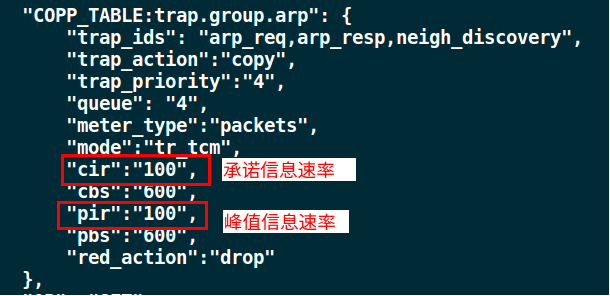 "COPP_TABLE:trap.group.arp": {
"trap_ids": "arp_req,arp_resp,neigh_discovery",
"trap_action":"copy",
"trap_priority":"4",
"queue": "4",
"meter_type":"packets",
"mode":"tr_tcm",
"cir":"100", 承诺信息速率
"cbs":"600",
"pir":"100", 峰值信息速率
"pbs":"600",
"red_action":"drop"
},